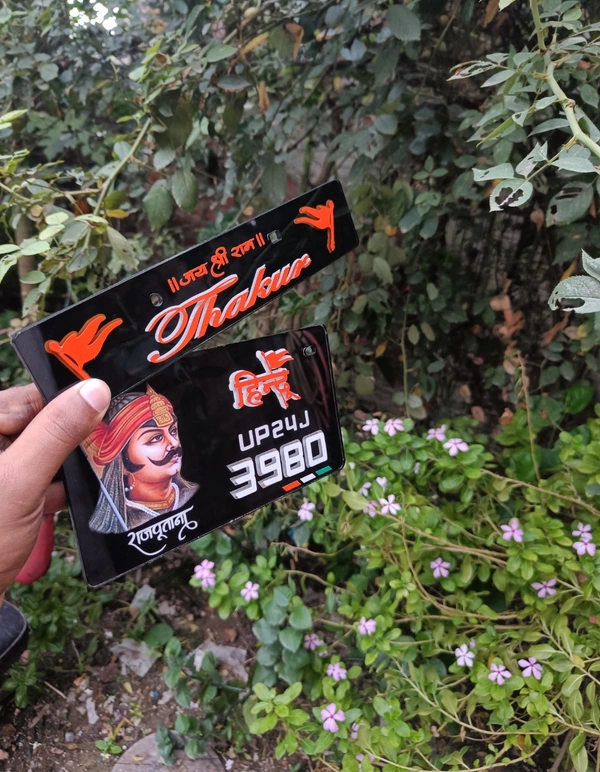 ॥जय श्री राम॥
Thakur
हिन्दू
UP24J
3980
राजपूताना